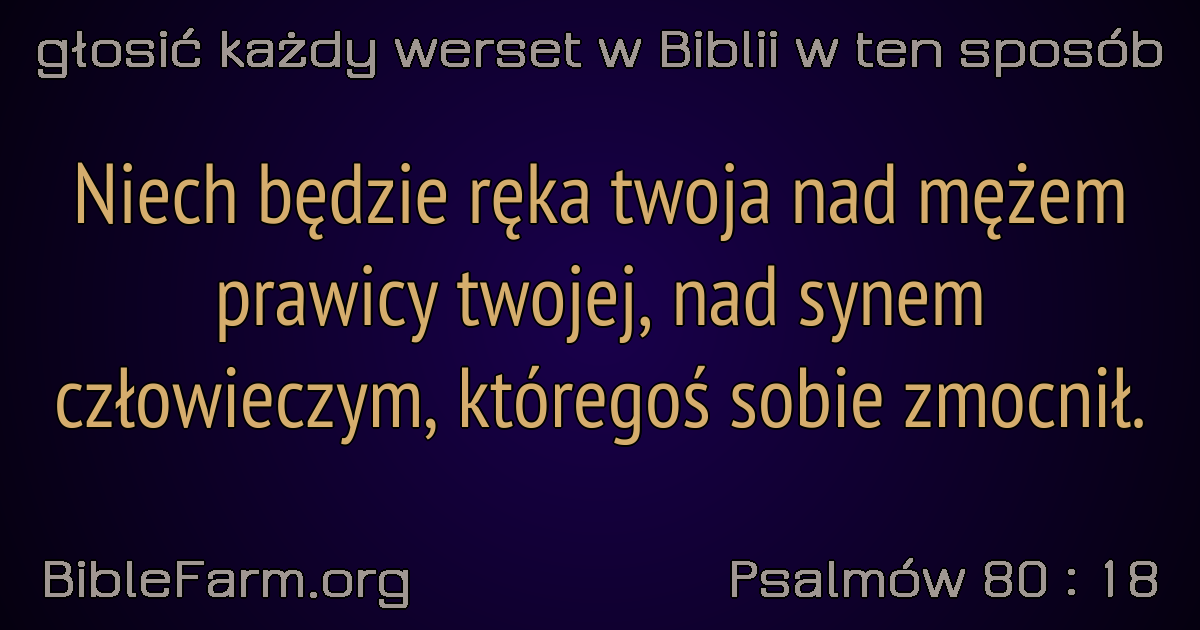 głosić każdy werset w Biblii w ten sposób
Niech będzie ręka twoja nad mężem
prawicy twojej, nad synem
człowieczym, któregoś sobie zmocnił.
BibleFarm.org
Psalmów 80 : 18